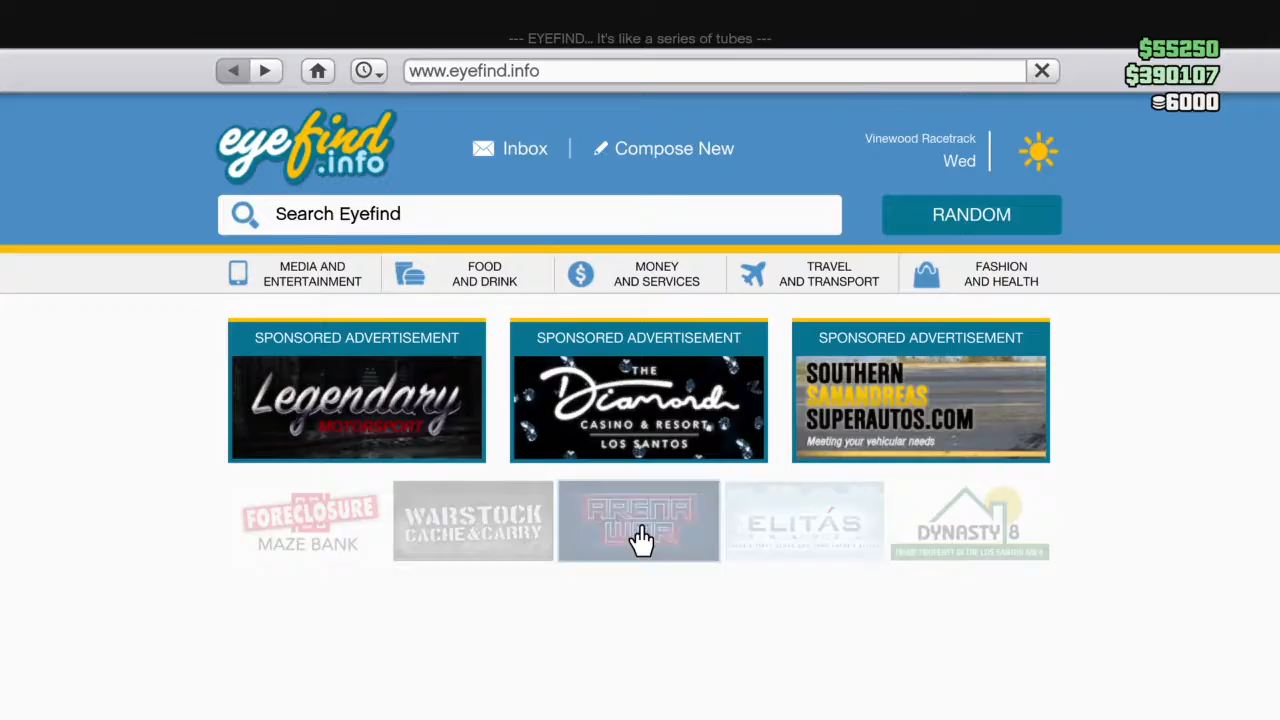 --- EYEFIND... It's like a series of tubes ---
$55250
$390107
6000
www.eyefind.info
eyefind
.info
Inbox
Compose New
Vinewood Racetrack
Wed
Search Eyefind
RANDOM
MEDIA AND
ENTERTAINMENT
FOOD
AND DRINK
MONEY
AND SERVICES
TRAVEL
AND TRANSPORT
FASHION
AND HEALTH
SPONSORED ADVERTISEMENT
Legendary
MOTORSPORT
SPONSORED ADVERTISEMENT
THE
Diamond
CASINO & RESORT
LOS SANTOS
SPONSORED ADVERTISEMENT
SOUTHERN
SANANDREAS
SUPERAUTOS.COM
Meeting your vehicular needs
FORECLOSURE
MAZE BANK
WARSTOCK
CACHE & CARRY
ARENA
WAR
ELITÁS
DYNASTY 8